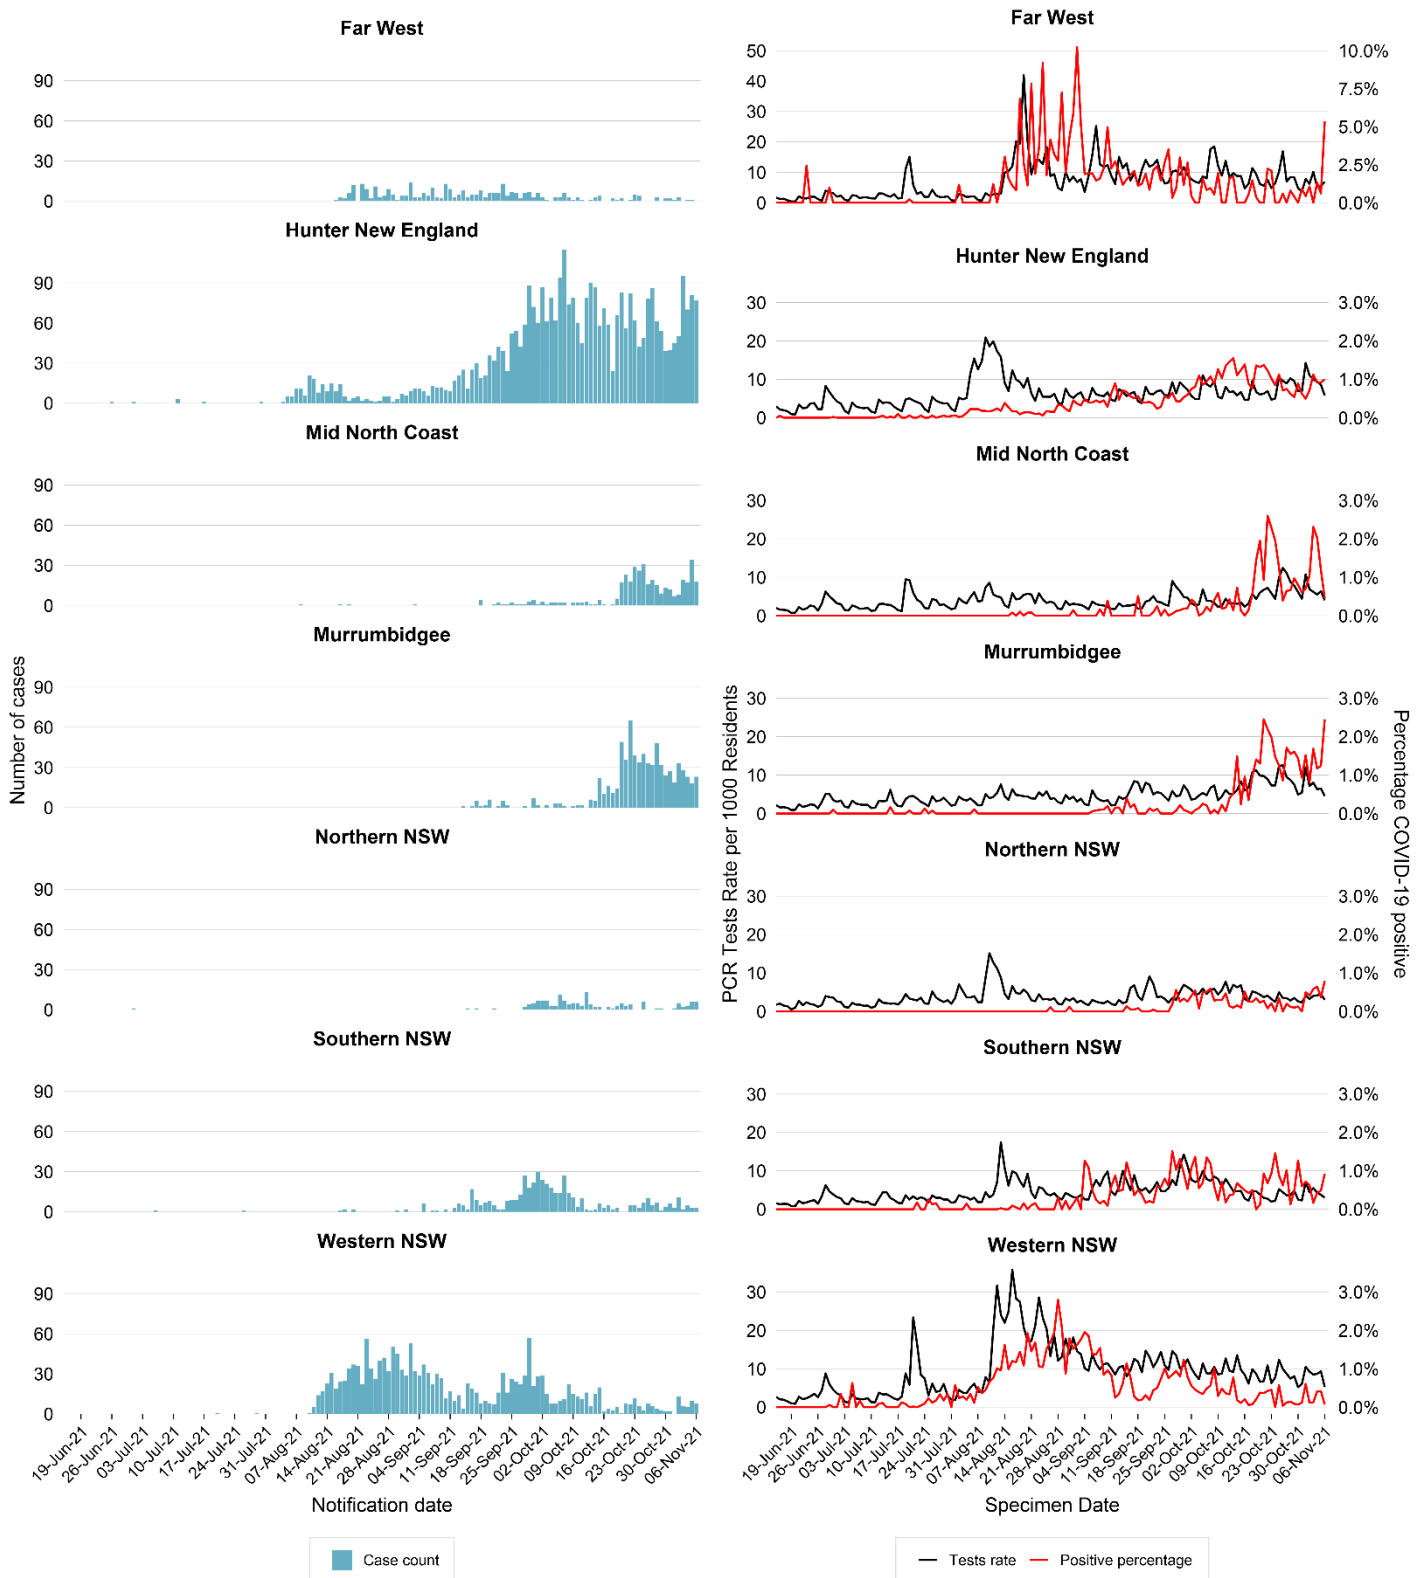 Far West
90
60
30
0
Hunter New England
90
60
30
0
Mid North Coast
90
60
30
0
Murrumbidgee
90
60
30
0
Northern NSW
90
60
30
0
Southern NSW
90
60
30
0
Western NSW
90
60
30
0
Number of cases
19-Jun-21
26-Jun-21
03-Jul-21
10-Jul-21
17-Jul-21
24-Jul-21
31-Jul-21
07-Aug-21
14-Aug-21
21-Aug-21
28-Aug-21
04-Sep-21
11-Sep-21
18-Sep-21
25-Sep-21
02-Oct-21
09-Oct-21
16-Oct-21
23-Oct-21
30-Oct-21
06-Nov-21
Notification date
Case count
Far West
50 10.0%
40
7.5%
30
5.0%
20
2.5%
10
0 0.0%
Hunter New England
30 3.0%
20 2.0%
10 1.0%
0 0.0%
Mid North Coast
30 3.0%
20 2.0%
10 1.0%
0 0.0%
Murrumbidgee
30 3.0%
20 2.0%
10 1.0%
0 0.0%
Northern NSW
30 3.0%
20 2.0%
10 1.0%
0 0.0%
Southern NSW
30 3.0%
20 2.0%
10 1.0%
0 0.0%
Western NSW
30 3.0%
20 2.0%
10 1.0%
0 0.0%
PCR Tests Rate per 1000 Residents
Percentage COVID-19 positive
19-Jun-21
26-Jun-21
03-Jul-21
10-Jul-21
17-Jul-21
24-Jul-21
31-Jul-21
07-Aug-21
14-Aug-21
21-Aug-21
28-Aug-21
04-Sep-21
11-Sep-21
18-Sep-21
25-Sep-21
02-Oct-21
09-Oct-21
16-Oct-21
23-Oct-21
30-Oct-21
06-Nov-21
Specimen Date
Tests rate
Positive percentage